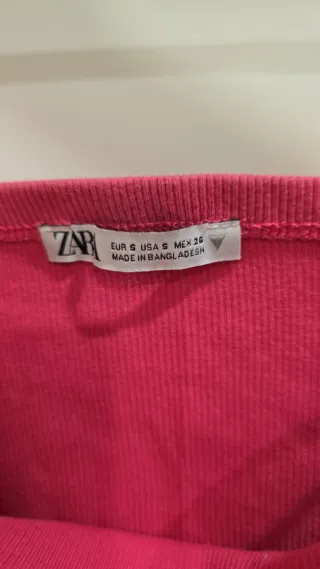 ZARA
EUR S USA S MEX 26
MADE IN BANGLADESH